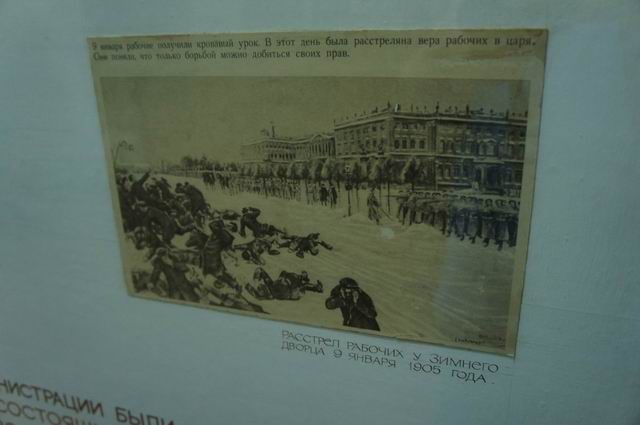 9 января рабочие получили кровавый урок. В этот день была расстреляна вера рабочих в царя.
Они поняли, что только борьбой можно добиться своих прав.
РАССТРЕЛ РАБОЧИХ У ЗИМНЕГО
ДВОРЦА 9 ЯНВАРЯ 1905 ГОДА.
НИСТРАЦИИ БЫЛИ
СОСТОЯ